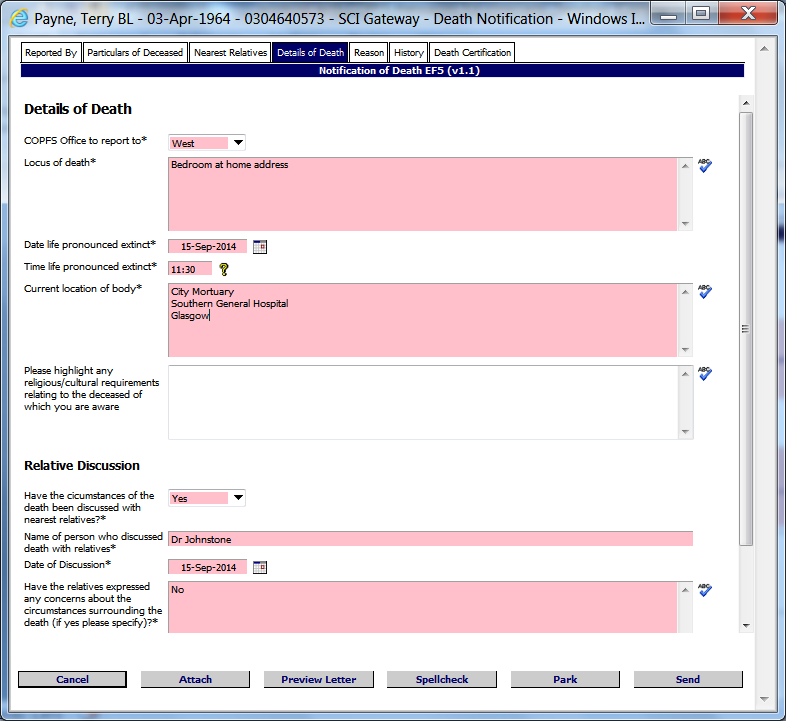 Payne, Terry BL - 03-Apr-1964 - 0304640573 - SCI Gateway - Death Notification - Windows I...
Reported By Particulars of Deceased Nearest Relatives Details of Death Reason History Death Certification
Notification of Death EF5 (v1.1)
Details of Death
COPFS Office to report to* West
Locus of death* Bedroom at home address
ABC
Date life pronounced extinct* 15-Sep-2014
Time life pronounced extinct* 11:30 ?
Current location of body* City Mortuary
ABC
Southern General Hospital
Glasgow
Please highlight any
ABC
religious/cultural requirements
relating to the deceased of
which you are aware
Relative Discussion
Have the cicumstances of the
death been discussed with Yes
nearest relatives?*
Name of person who discussed
death with relatives* Dr Johnstone
Date of Discussion* 15-Sep-2014
Have the relatives expressed No
ABC
any concerns about the
circumstances surrounding the
death (if yes please specify)?*
Cancel Attach Preview Letter Spellcheck Park Send